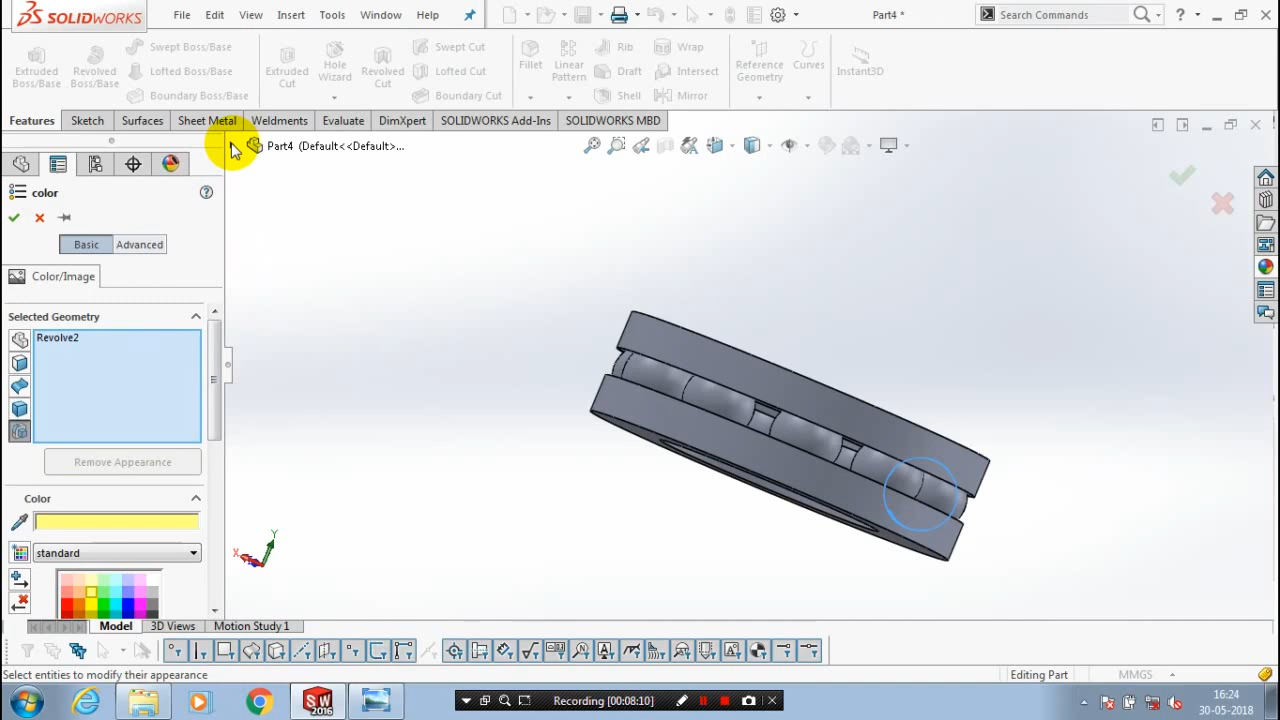 SOLIDWORKS File Edit View Insert Tools Window Help Part4 * Search Commands
Extruded Boss/Base
Revolved Boss/Base
Swept Boss/Base
Lofted Boss/Base
Boundary Boss/Base
Extruded Cut
Hole Wizard
Revolved Cut
Swept Cut
Lofted Cut
Boundary Cut
Fillet
Linear Pattern
Rib
Draft
Shell
Wrap
Intersect
Mirror
Reference Geometry
Curves
Instant3D
Features Sketch Surfaces Sheet Metal Weldments Evaluate DimXpert SOLIDWORKS Add-Ins SOLIDWORKS MBD
Part4 (Default<<Default>...
color
Basic Advanced
Color/Image
Selected Geometry
Revolve2
Remove Appearance
Color
standard
Y
X
Model 3D Views Motion Study 1
Select entities to modify their appearance Editing Part MMGS
SW 2016
Recording [00:08:10]
16:24
30-05-2018